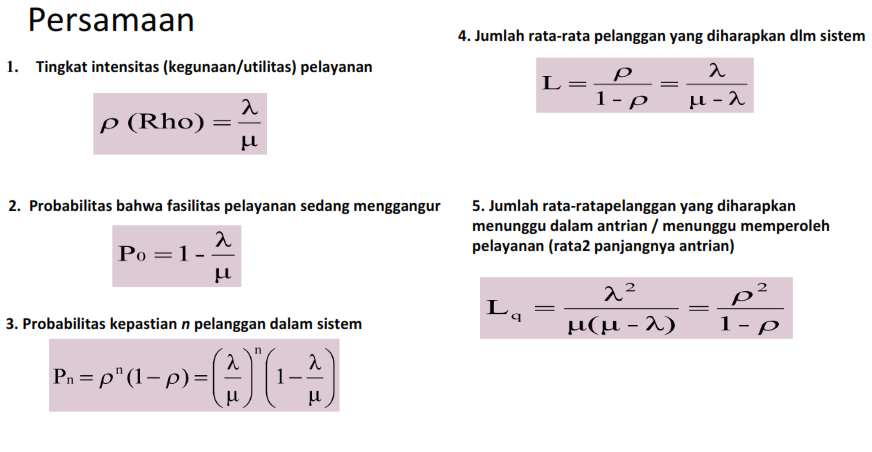 Persamaan
1. Tingkat intensitas (kegunaan/utilitas) pelayanan
ρ (Rho) = λ/μ
2. Probabilitas bahwa fasilitas pelayanan sedang menggangur
P₀ = 1 - λ/μ
3. Probabilitas kepastian n pelanggan dalam sistem
Pₙ = ρⁿ (1 – ρ) = (λ/μ)ⁿ (1 – λ/μ)
4. Jumlah rata-rata pelanggan yang diharapkan dlm sistem
L = ρ/(1 - ρ) = λ/(μ - λ)
5. Jumlah rata-ratapelanggan yang diharapkan
menunggu dalam antrian / menunggu memperoleh
pelayanan (rata2 panjangnya antrian)
L_q = λ²/(μ(μ - λ)) = ρ²/(1 - ρ)